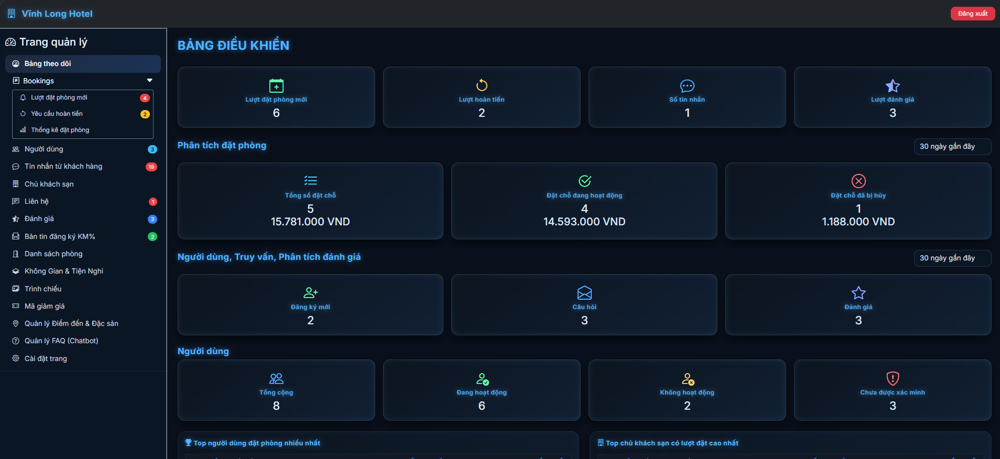 Vĩnh Long Hotel
Đăng xuất
Trang quản lý
Bảng theo dõi
Bookings
Lượt đặt phòng mới 4
Yêu cầu hoàn tiền 2
Thống kê đặt phòng
Người dùng 3
Tin nhắn từ khách hàng 19
Chủ khách sạn
Liên hệ 1
Đánh giá 3
Bản tin đăng ký KM% 2
Danh sách phòng
Không Gian & Tiện Nghi
Trình chiếu
Mã giảm giá
Quản lý Điểm đến & Đặc sản
Quản lý FAQ (Chatbot)
Cài đặt trang
BẢNG ĐIỀU KHIỂN
Lượt đặt phòng mới
6
Lượt hoàn tiền
2
Số tin nhắn
1
Lượt đánh giá
3
Phân tích đặt phòng
30 ngày gần đây
Tổng số đặt chỗ
5
15.781.000 VND
Đặt chỗ đang hoạt động
4
14.593.000 VND
Đặt chỗ đã bị hủy
1
1.188.000 VND
Người dùng, Truy vấn, Phân tích đánh giá
30 ngày gần đây
Đăng ký mới
2
Câu hỏi
3
Đánh giá
3
Người dùng
Tổng cộng
8
Đang hoạt động
6
Không hoạt động
2
Chưa được xác minh
3
Top người dùng đặt phòng nhiều nhất
Top chủ khách sạn có lượt đặt cao nhất